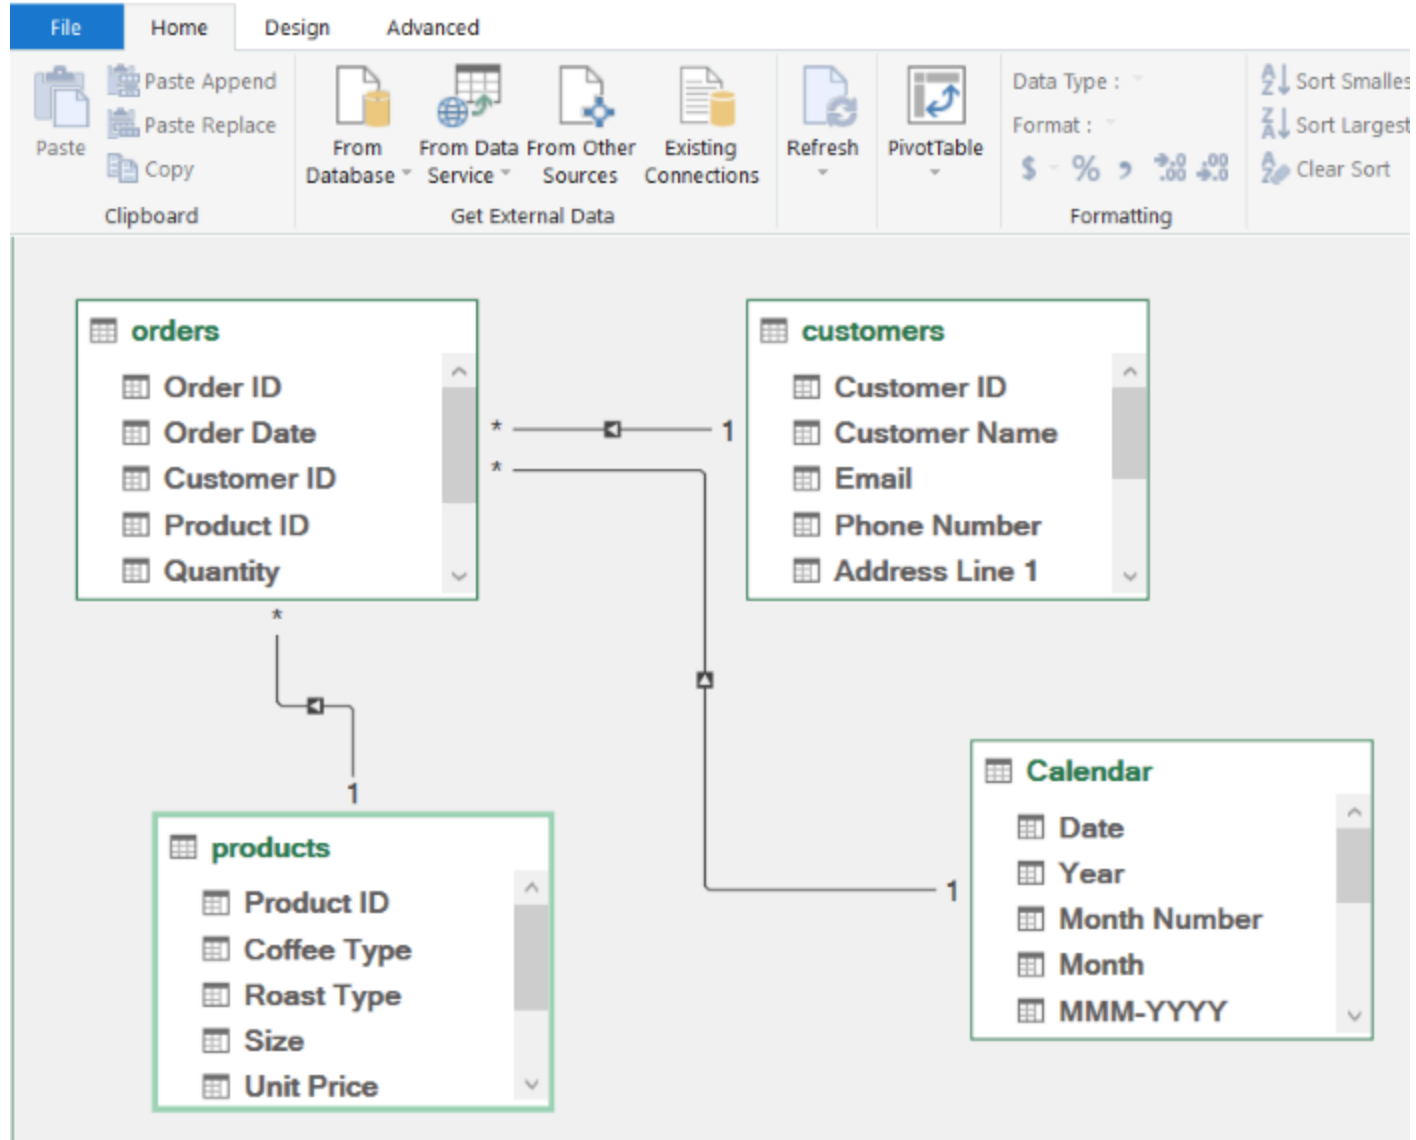 File Home Design Advanced
Paste
Paste Append
Paste Replace
Copy
Clipboard
From Database
From Data Service
From Other Sources
Existing Connections
Get External Data
Refresh
PivotTable
Data Type :
Format :
$ % , .00 .0
Formatting
Sort Smalles
Sort Largest
Clear Sort
orders
Order ID
Order Date
Customer ID
Product ID
Quantity
* 1
*
customers
Customer ID
Customer Name
Email
Phone Number
Address Line 1
*
1
products
Product ID
Coffee Type
Roast Type
Size
Unit Price
1
Calendar
Date
Year
Month Number
Month
MMM-YYYY